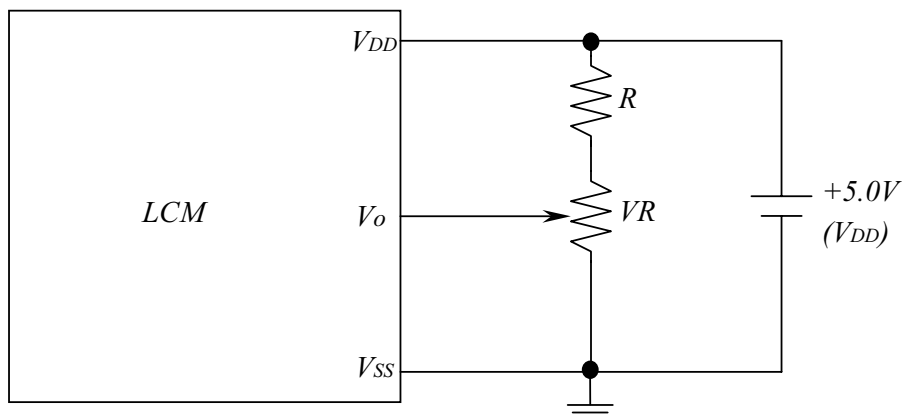 VDD
R
+5.0V
LCM
Vo
VR
(VDD)
VSS